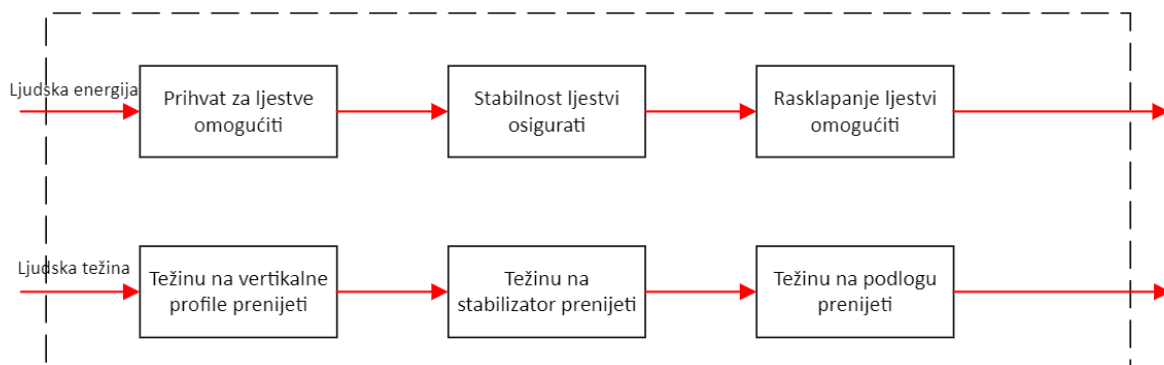 Ljudska energija
Prihvat za ljestve
omogućiti
Stabilnost ljestvi
osigurati
Rasklapanje ljestvi
omogućiti
Ljudska težina
Težinu na vertikalne
profile prenijeti
Težinu na
stabilizator prenijeti
Težinu na podlogu
prenijeti